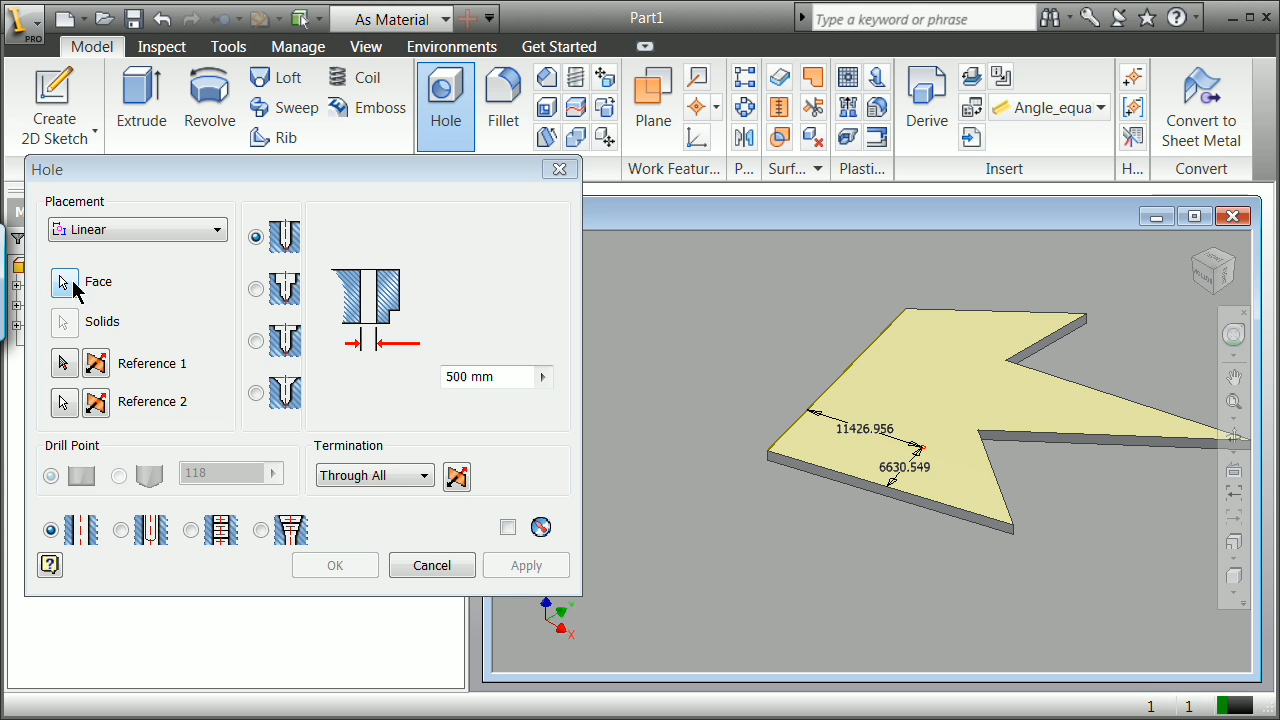 As Material
Part1
Type a keyword or phrase
PRO
Model
Inspect
Tools
Manage
View
Environments
Get Started
Create
2D Sketch
Extrude
Revolve
Loft
Sweep
Rib
Coil
Emboss
Hole
Fillet
Plane
Derive
Angle_equa
Convert to
Sheet Metal
Work Featur...
P...
Surf...
Plasti...
Insert
H...
Convert
Hole
Placement
Linear
Face
Solids
Reference 1
Reference 2
500 mm
Drill Point
118
Termination
Through All
OK
Cancel
Apply
M
11426.956
6630.549
X
1
1